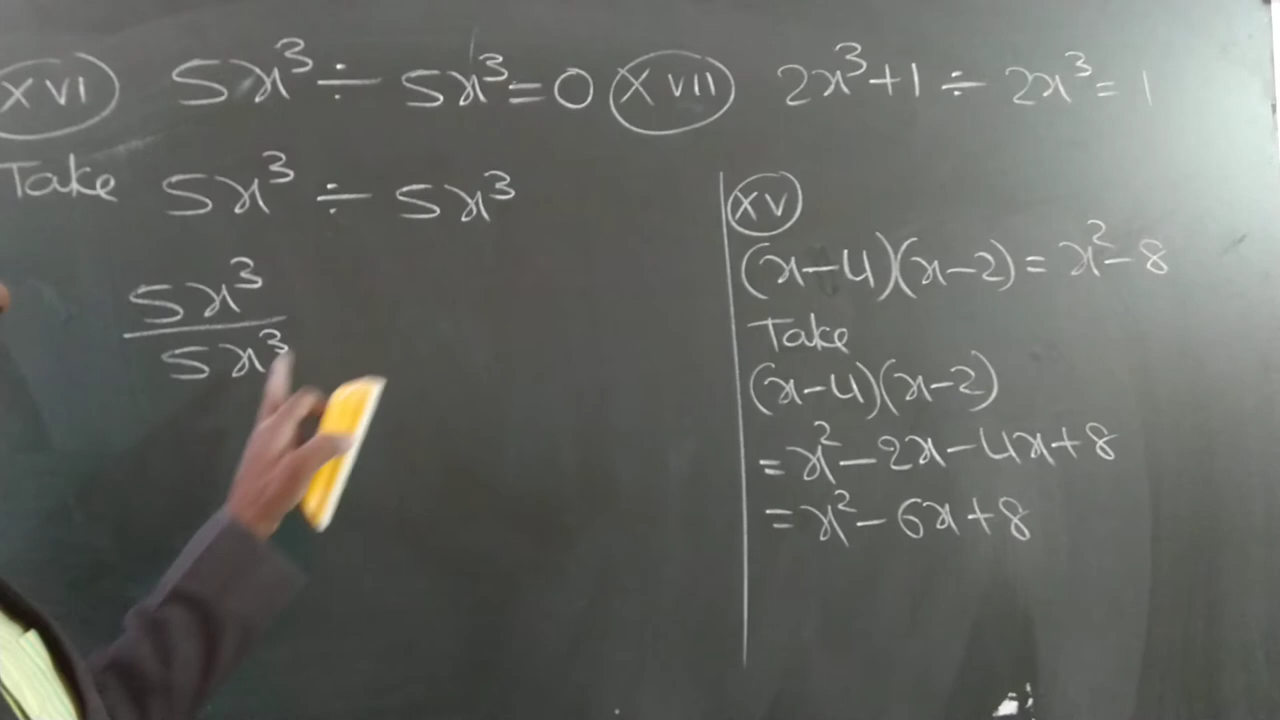 XVI 5x³ ÷ 5x³ = 0 XVII 2x³+1 ÷ 2x³ = 1
Take 5x³ ÷ 5x³
5x³
5x³
XV
(x-4)(x-2) = x²-8
Take
(x-4)(x-2)
= x²-2x-4x+8
= x²-6x+8